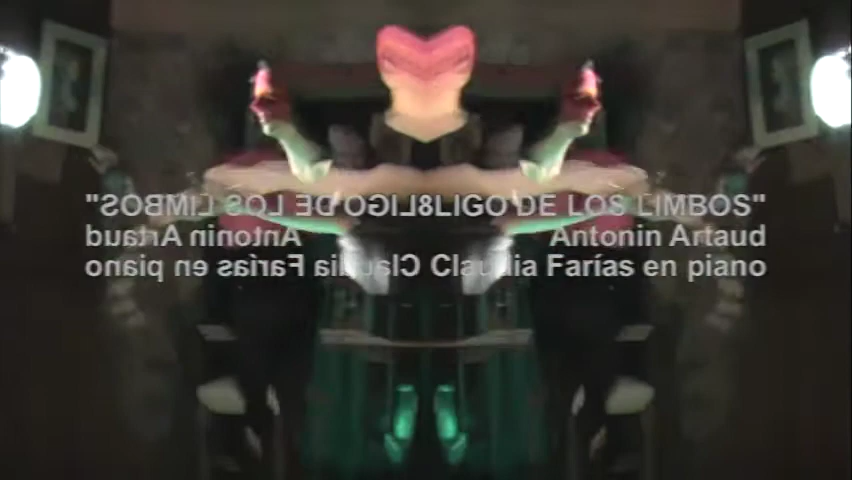 LIGO DE LOS LIMBOS"
Antonin Artaud
Claudia Farías en piano